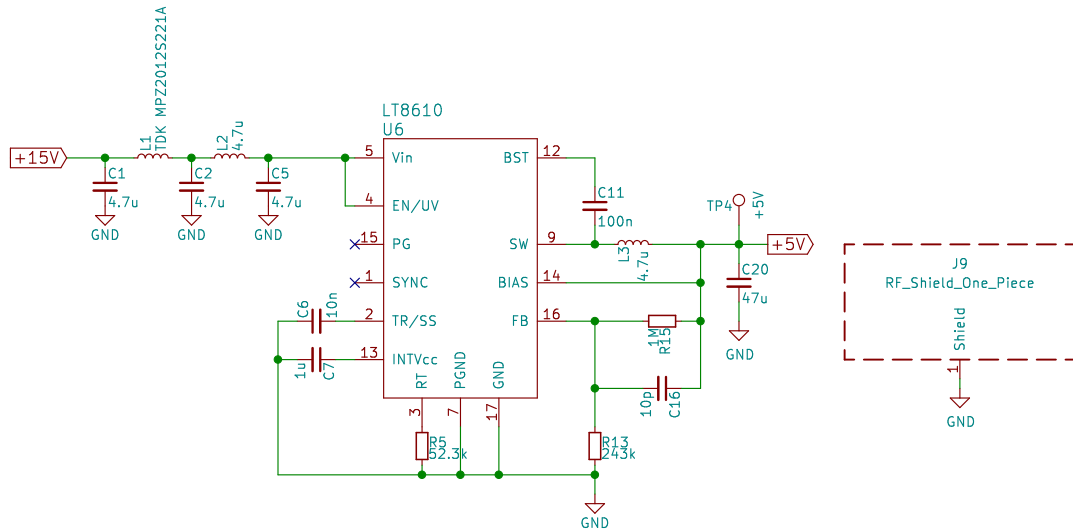 TDK MPZ2012S221A
L1
L2
4.7u
+15V
C1
4.7u
GND
C2
4.7u
GND
C5
4.7u
GND
LT8610
U6
5
Vin
4
EN/UV
15
PG
1
SYNC
2
TR/SS
13
INTVcc
BST
12
SW
9
BIAS
14
FB
16
RT
3
PGND
7
GND
17
C6
10n
1u
C7
R5
52.3k
C11
100n
L3
4.7u
TP4
+5V
+5V
C20
47u
GND
1M
R15
10p
C16
R13
243k
GND
J9
RF_Shield_One_Piece
Shield
1
GND